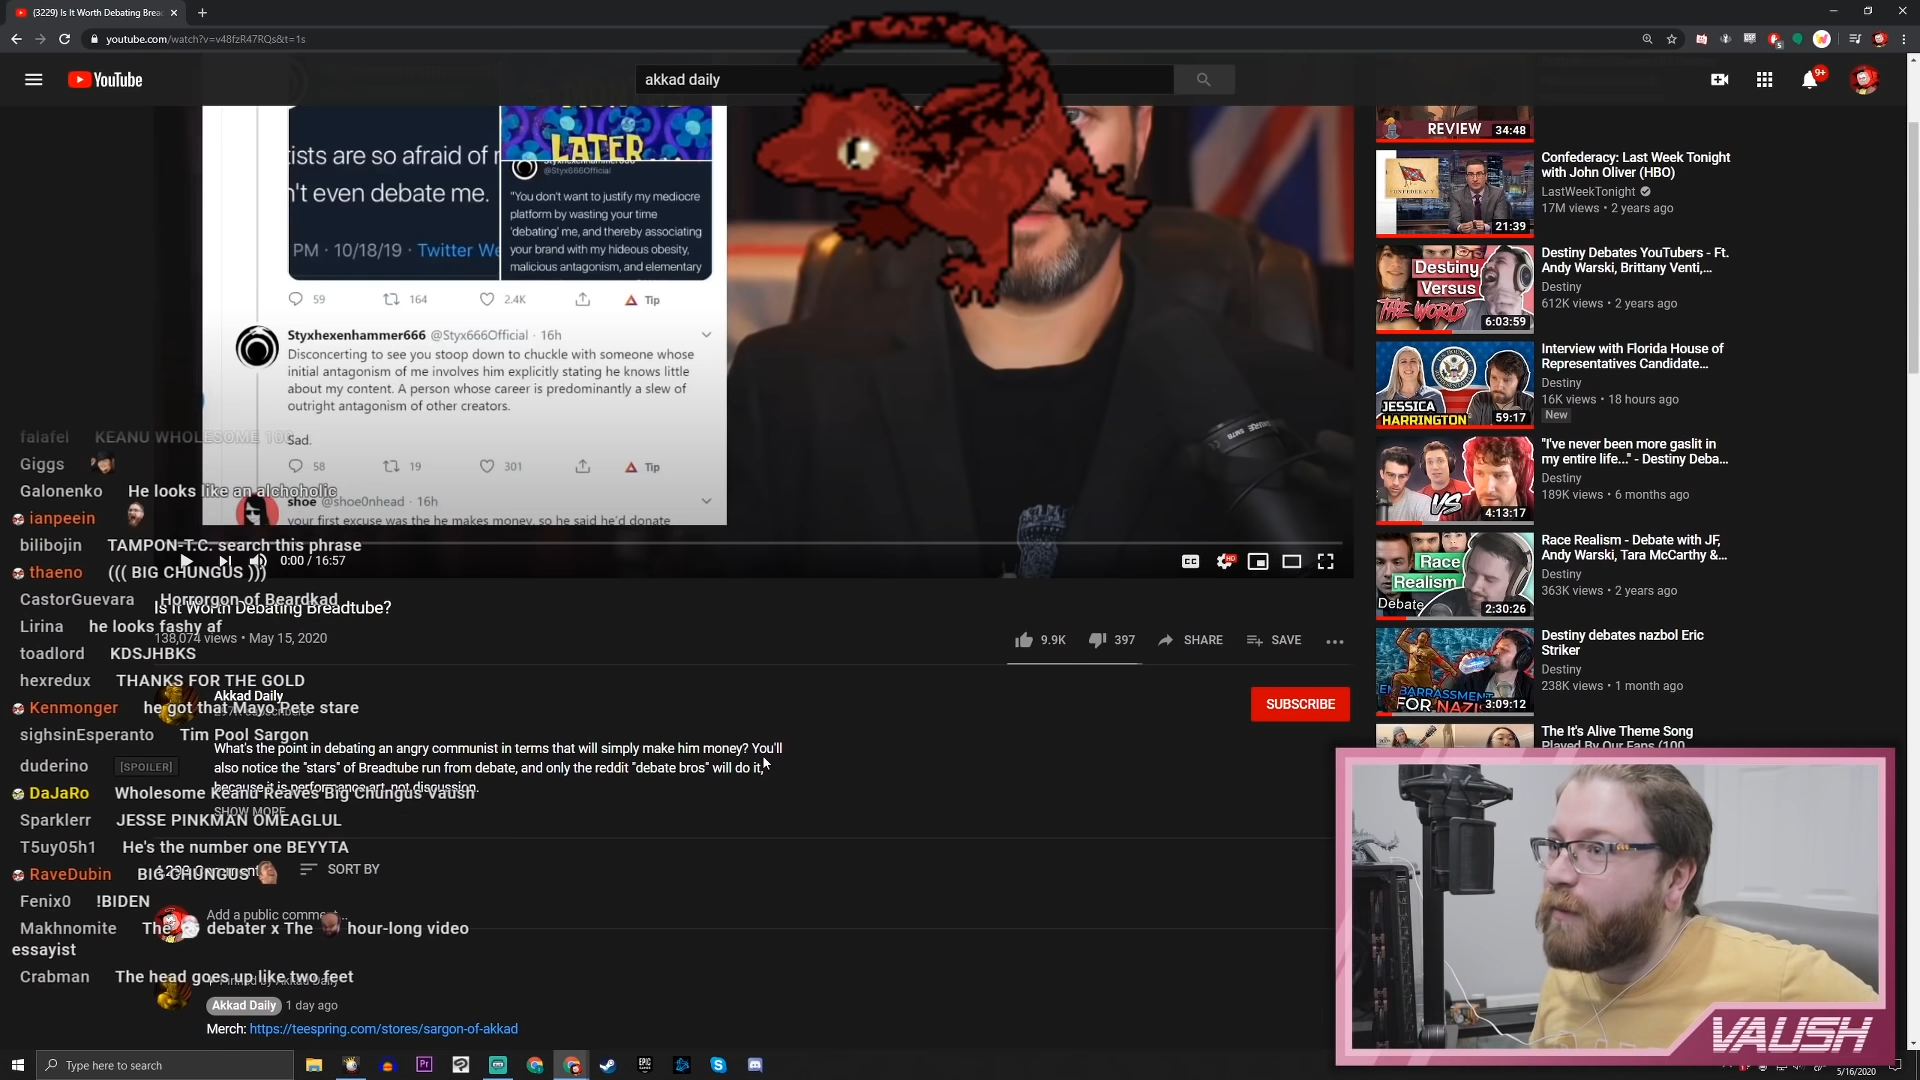 (3229) Is It Worth Debating Brea
youtube.com/watch?v=v48fzR47RQs&t=1s
YouTube
akkad daily
9+
LATER...
tists are so afraid of
n't even debate me.
PM · 10/18/19 · Twitter We
@Styx666Official
"You don't want to justify my mediocre
platform by wasting your time
'debating' me, and thereby associating
your brand with my hideous obesity,
malicious antagonism, and elementary
59 164 2.4K Tip
Styxhexenhammer666 @Styx666Official · 16h
Disconcerting to see you stoop down to chuckle with someone whose
initial antagonism of me involves him explicitly stating he knows little
about my content. A person whose career is predominantly a slew of
outright antagonism of other creators.
Sad.
58 19 301 Tip
shoe @shoe0nhead · 16h
your first excuse was the he makes money, so he said he'd donate
SHURE SM7B
falafel KEANU WHOLESOME 100
Giggs
Galonenko He looks like an alchoholic
ianpeein
bilibojin TAMPON-T.C. search this phrase
thaeno ((( BIG CHUNGUS )))
CastorGuevara Horrorgon of Beardkad
Lirina he looks fashy af
toadlord KDSJHBKS
hexredux THANKS FOR THE GOLD
Kenmonger he got that Mayo Pete stare
sighsinEsperanto Tim Pool Sargon
duderino [SPOILER]
DaJaRo Wholesome Keanu Reaves Big Chungus Vaush
Sparklerr JESSE PINKMAN OMEAGLUL
T5uy05h1 He's the number one BEYYTA
RaveDubin BIG CHUNGUS
Fenix0 !BIDEN
Makhnomite The debater x The hour-long video
essayist
Crabman The head goes up like two feet
0:00 / 16:57
HD
Is It Worth Debating Breadtube?
138,074 views • May 15, 2020
9.9K 397 SHARE SAVE
Akkad Daily
SUBSCRIBE
What's the point in debating an angry communist in terms that will simply make him money? You'll
also notice the "stars" of Breadtube run from debate, and only the reddit "debate bros" will do it,
because it is performance art, not discussion.
SHOW MORE
SORT BY
Add a public comment...
Pinned by Akkad Daily
Akkad Daily 1 day ago
Merch: https://teespring.com/stores/sargon-of-akkad
REVIEW 34:48
CONFEDERACY
21:39
Confederacy: Last Week Tonight
with John Oliver (HBO)
LastWeekTonight
17M views • 2 years ago
Destiny
Versus
THE WORLD
6:03:59
Destiny Debates YouTubers - Ft.
Andy Warski, Brittany Venti,...
Destiny
612K views • 2 years ago
JESSICA
HARRINGTON
59:17
Interview with Florida House of
Representatives Candidate...
Destiny
16K views • 18 hours ago
New
VS
4:13:17
"I've never been more gaslit in
my entire life..." - Destiny Deba...
Destiny
189K views • 6 months ago
Race
Realism
Debate
2:30:26
Race Realism - Debate with JF,
Andy Warski, Tara McCarthy &...
Destiny
363K views • 2 years ago
EMBARRASSMENT
FOR NAZIS
3:09:12
Destiny debates nazbol Eric
Striker
Destiny
238K views • 1 month ago
The It's Alive Theme Song
Played By Our Fans (100
VAUSH
Type here to search
Pr
EPIC GAMES
5/16/2020